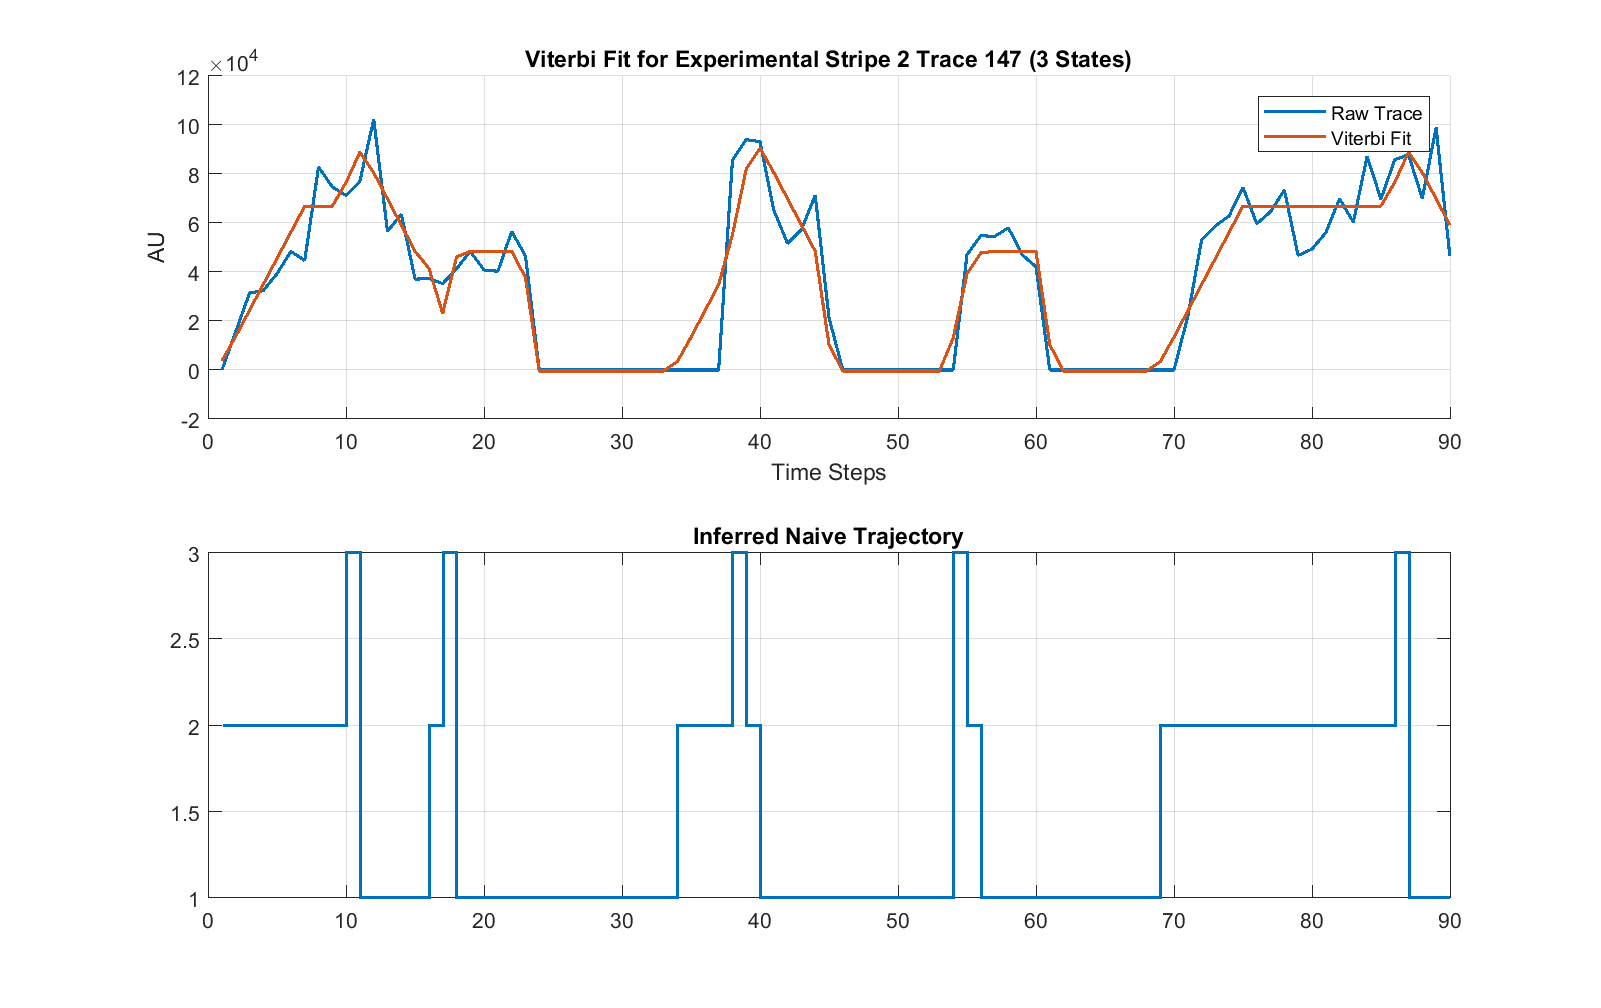 Viterbi Fit for Experimental Stripe 2 Trace 147 (3 States)
×10^4
12
10
8
6
4
2
0
-2
AU
Raw Trace
Viterbi Fit
0 10 20 30 40 50 60 70 80 90
Time Steps
Inferred Naive Trajectory
3
2.5
2
1.5
1
0 10 20 30 40 50 60 70 80 90